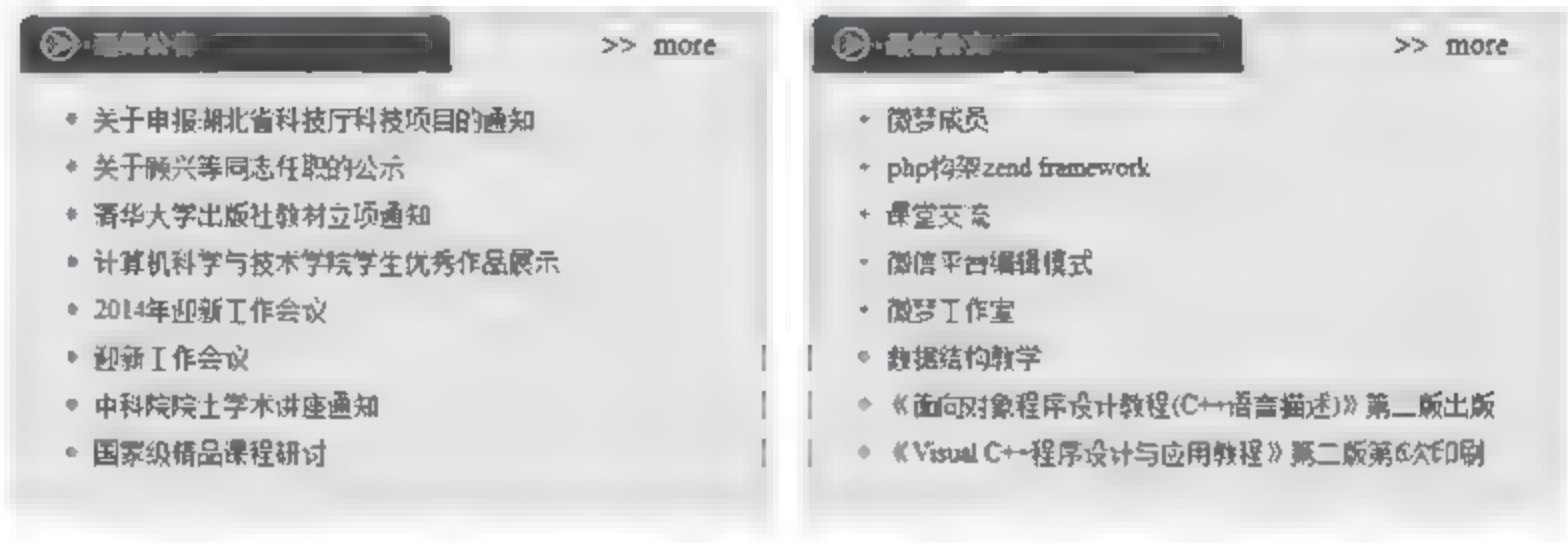 >> more
关于申报湖北省科技厅科技项目的通知
关于顾兴等同志任职的公示
清华大学出版社教材立项通知
计算机科学与技术学院学生优秀作品展示
2014年迎新工作会议
迎新工作会议
中科院院士学术讲座通知
国家级精品课程研讨
>> more
微梦成员
php构架zend framework
课堂交流
微信平台编辑模式
微梦工作室
数据结构教学
《面向对象程序设计教程(C++语言描述)》第二版出版
《Visual C++程序设计与应用教程》第二版第6次印刷